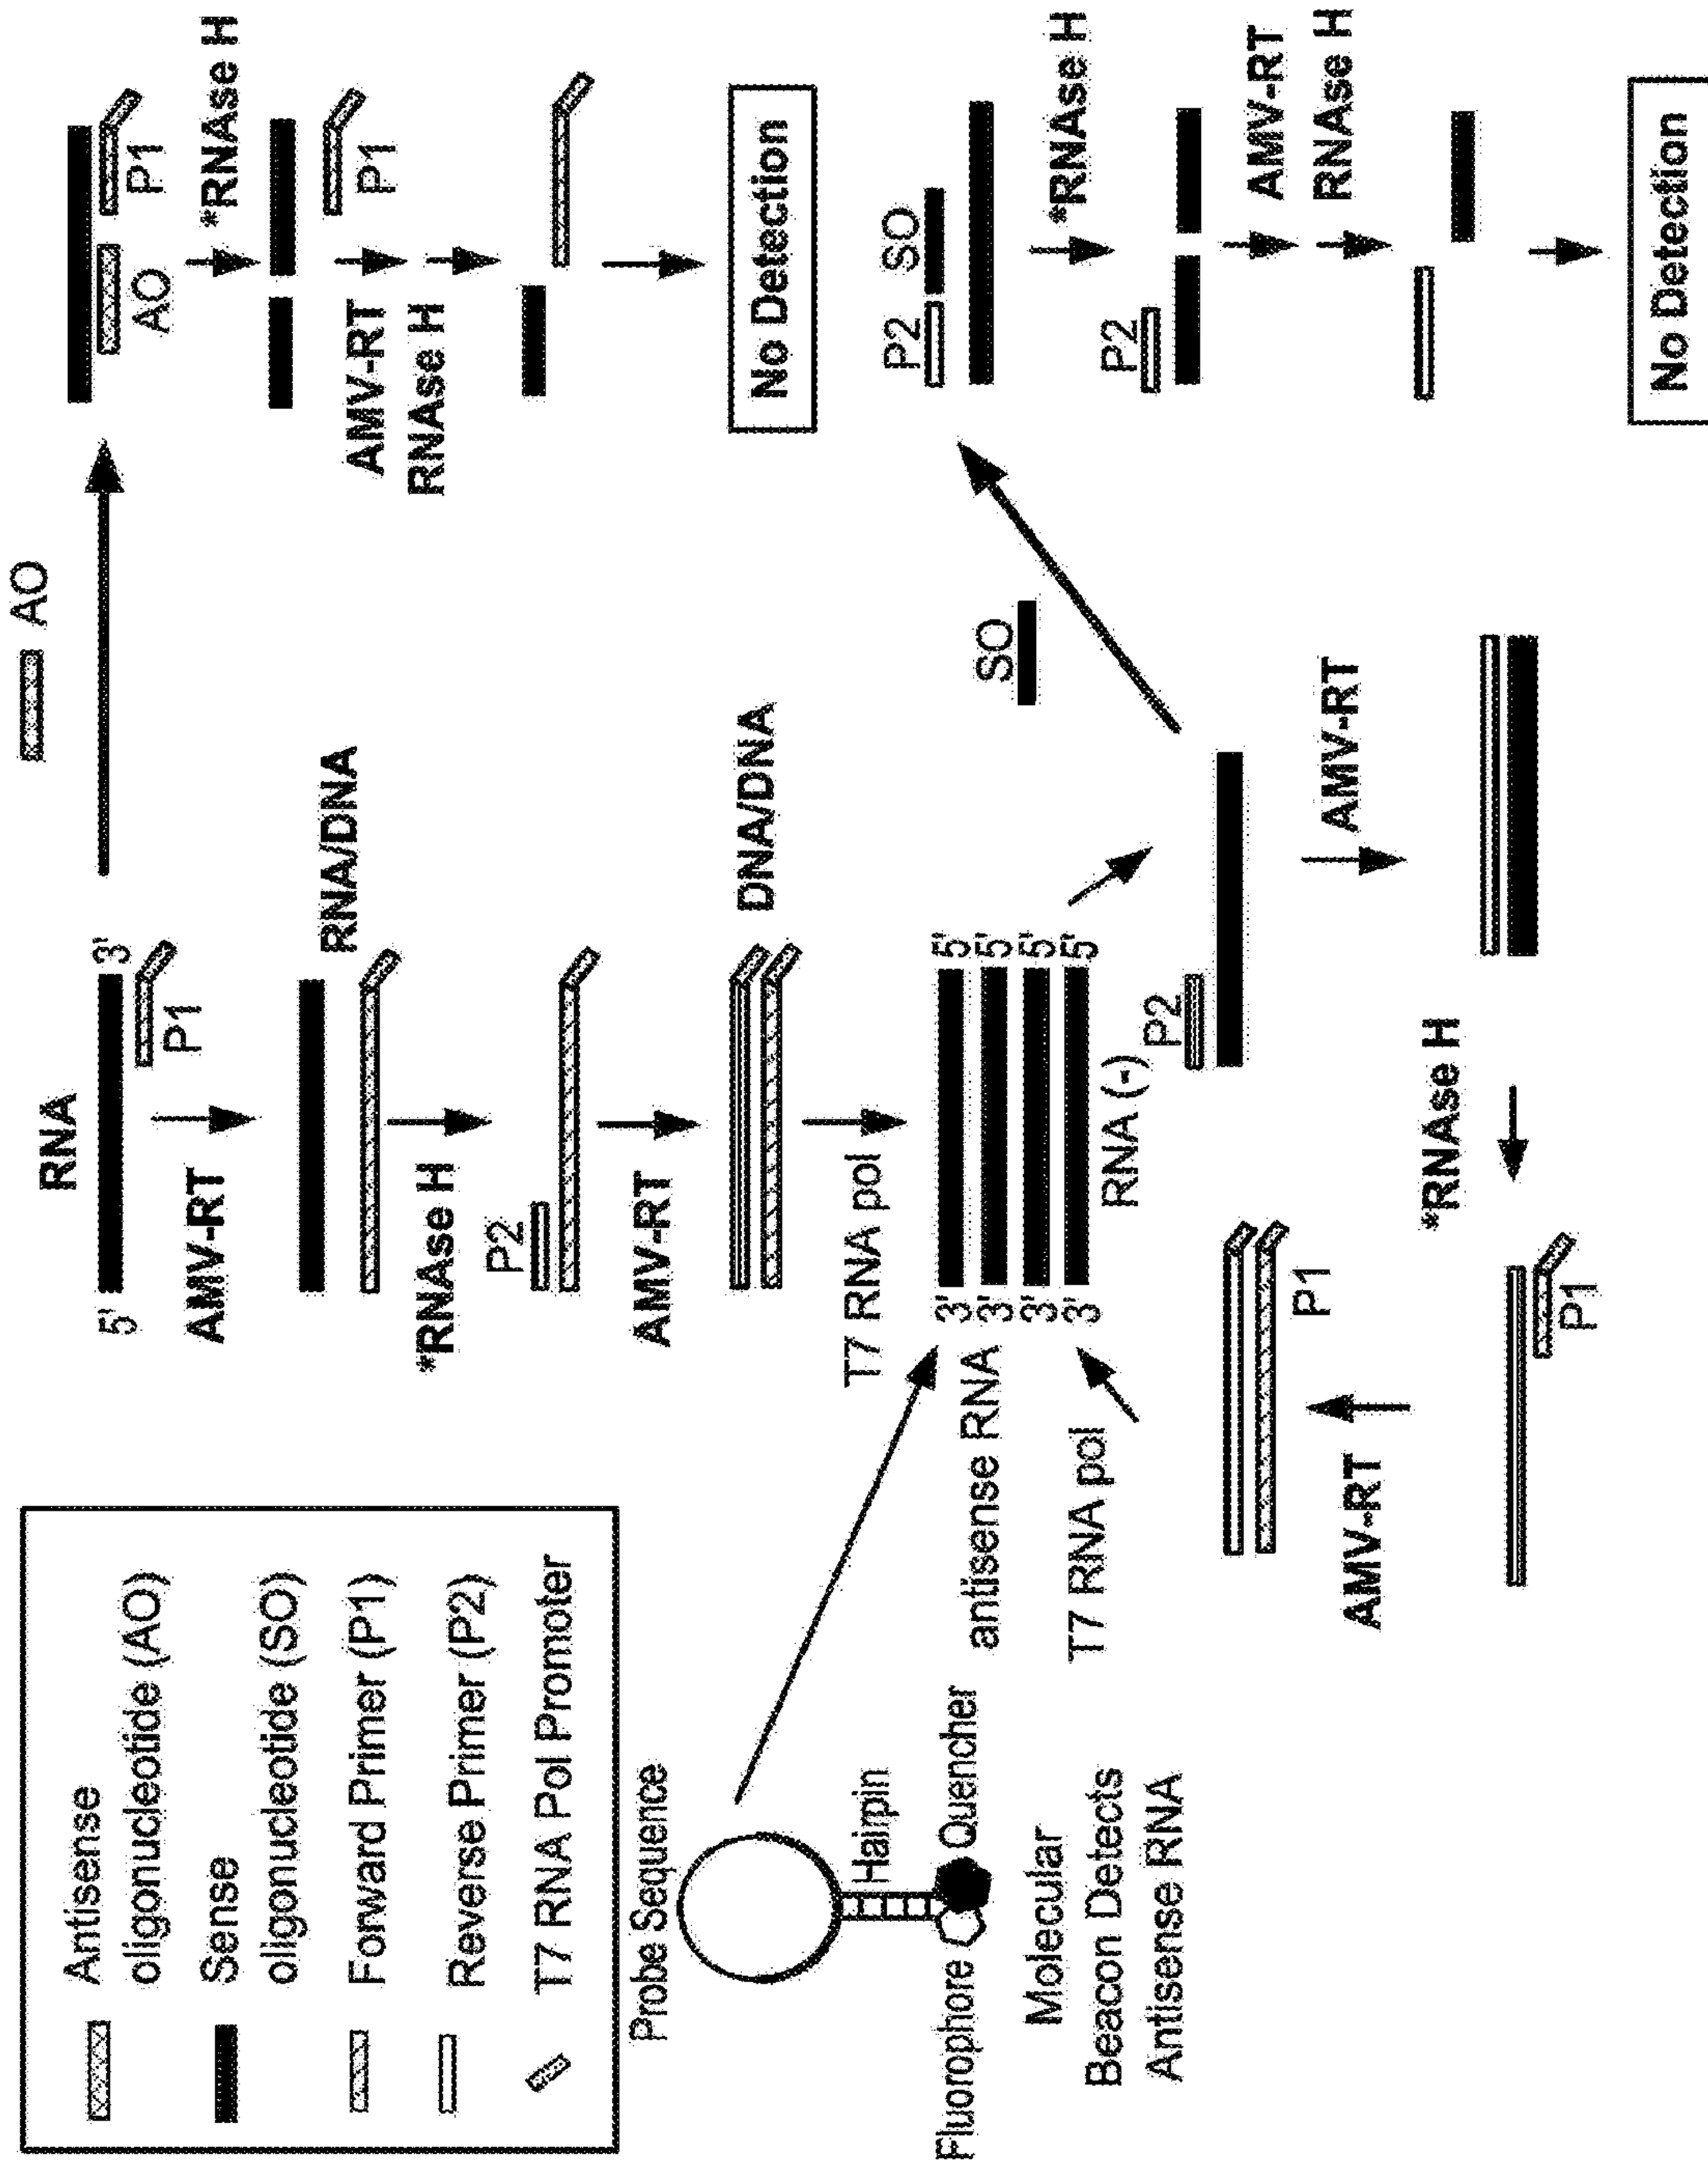 Antisense
oligonucleotide (AO)
Sense
oligonucleotide (SO)
Forward Primer (P1)
Reverse Primer (P2)
T7 RNA Pol Promoter
Probe Sequence
Hairpin
Fluorophore
Quencher
Molecular
Beacon Detects
Antisense RNA
RNA
5'
3'
P1
AMV-RT
RNA/DNA
*RNAse H
P2
AMV-RT
DNA/DNA
T7 RNA pol
antisense RNA
3'
5'
3'
5'
3'
5'
3'
5'
RNA (-)
T7 RNA pol
P2
AMV-RT
*RNAse H
P1
AMV-RT
P1
AO
AO
P1
*RNAse H
P1
AMV-RT
RNAse H
No Detection
SO
P2
SO
*RNAse H
P2
AMV-RT
RNAse H
No Detection